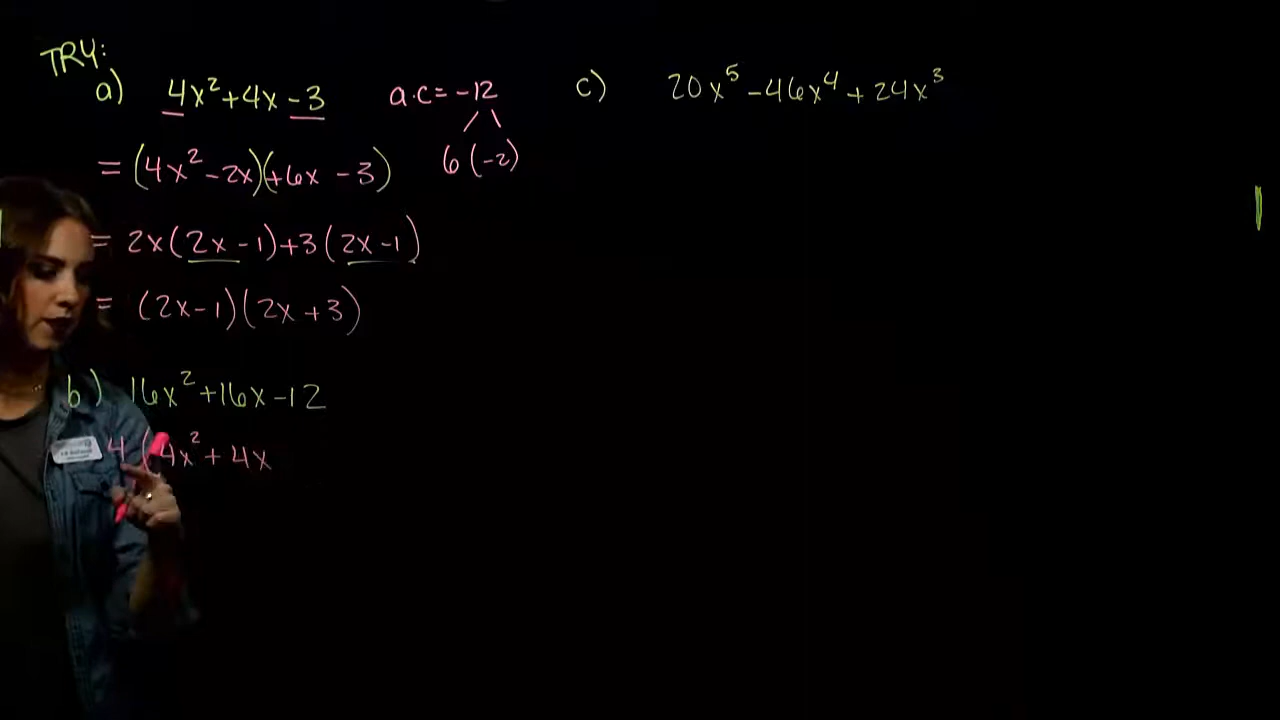 TRY:
a) 4x²+4x-3 a·c=-12
6(-2)
=(4x²-2x)(+6x-3)
=2x(2x-1)+3(2x-1)
=(2x-1)(2x+3)
b) 16x²+16x-12
4(4x²+4x
c) 20x⁵-46x⁴+24x³